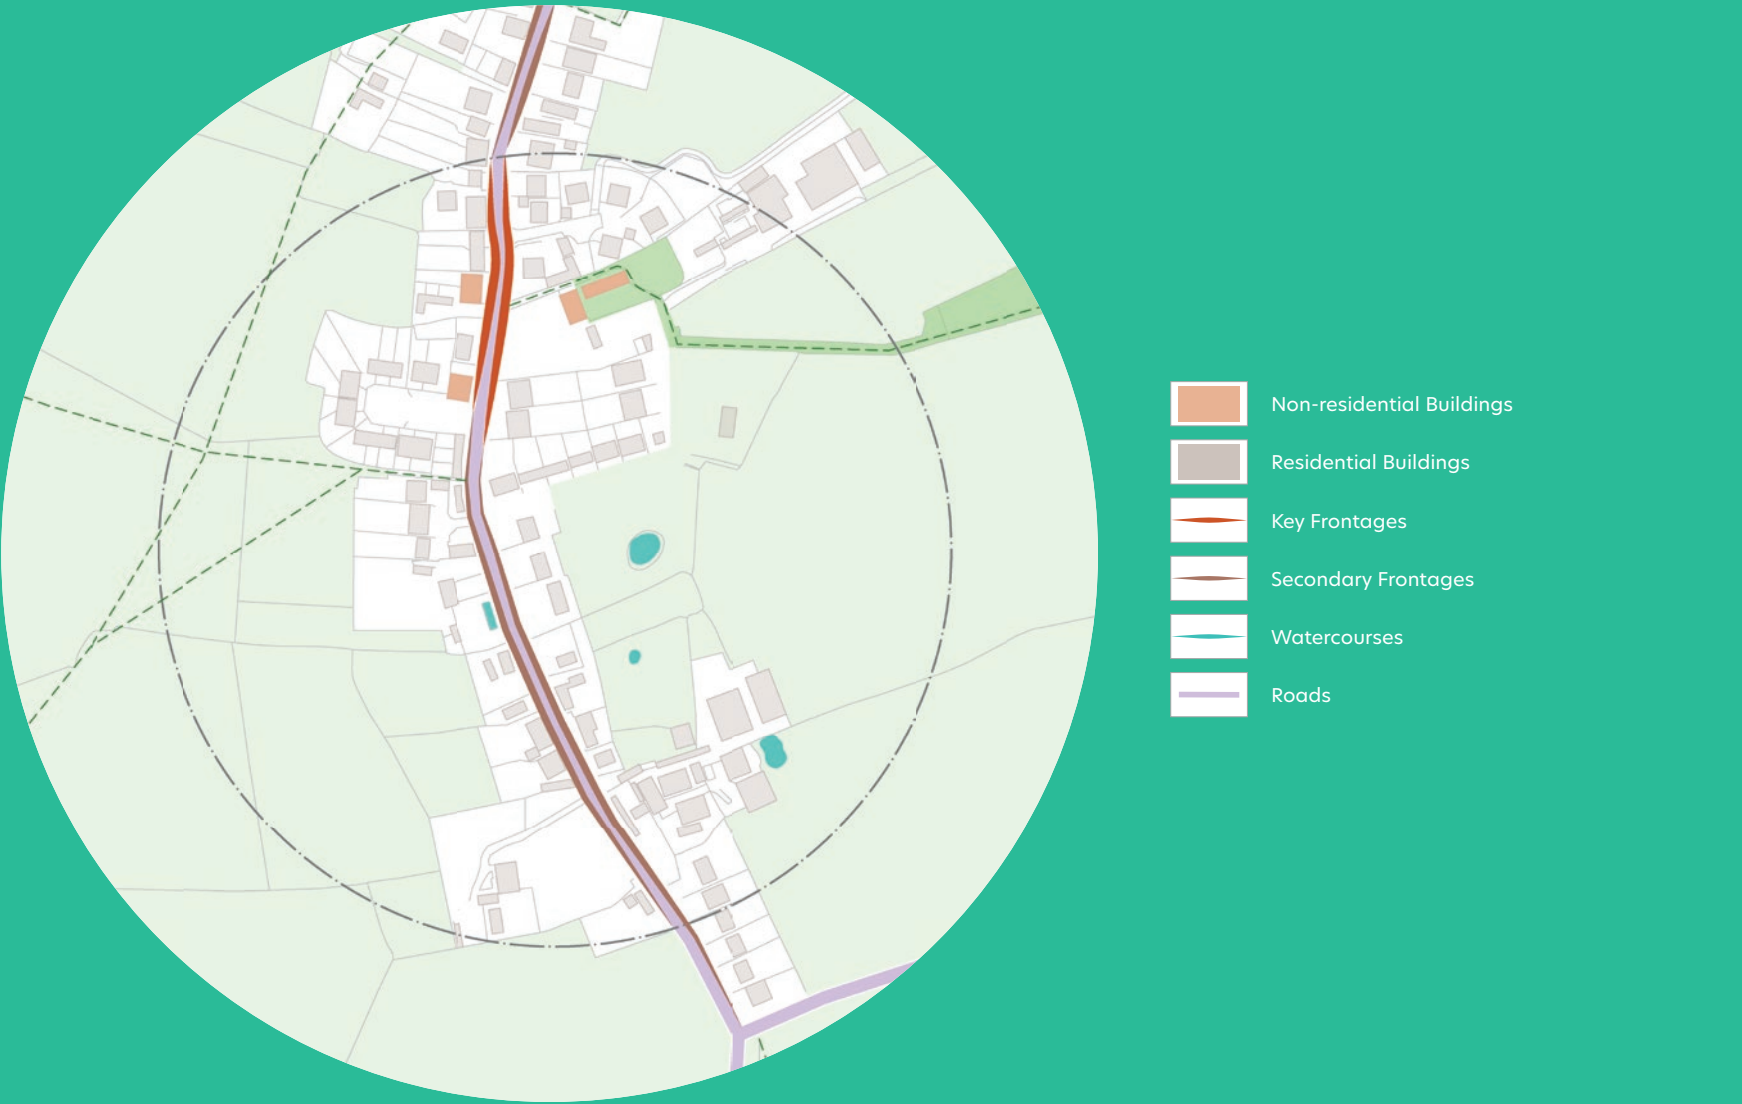 Non-residential Buildings
Residential Buildings
Key Frontages
Secondary Frontages
Watercourses
Roads